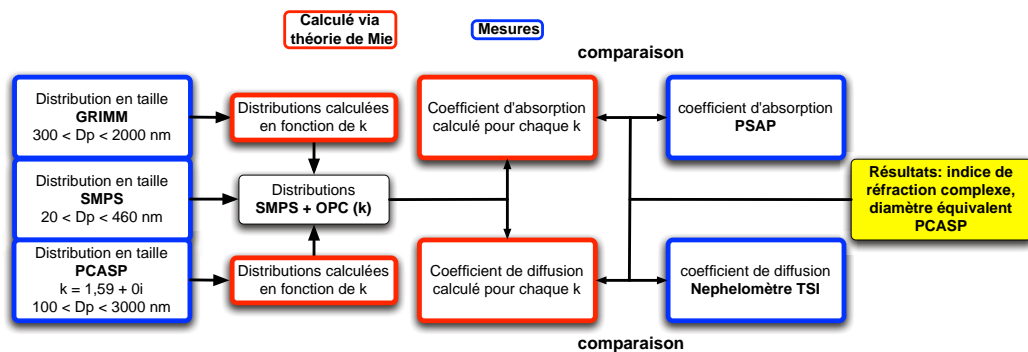 Calculé via
théorie de Mie
Mesures
comparaison
Distribution en taille
GRIMM
300 < Dp < 2000 nm
Distributions calculées
en fonction de k
Coefficient d'absorption
calculé pour chaque k
coefficient d'absorption
PSAP
Distribution en taille
SMPS
20 < Dp < 460 nm
Distributions
SMPS + OPC (k)
Résultats: indice de
réfraction complexe,
diamètre équivalent
PCASP
Distribution en taille
PCASP
k = 1,59 + 0i
100 < Dp < 3000 nm
Distributions calculées
en fonction de k
Coefficient de diffusion
calculé pour chaque k
coefficient de diffusion
Nephelomètre TSI
comparaison